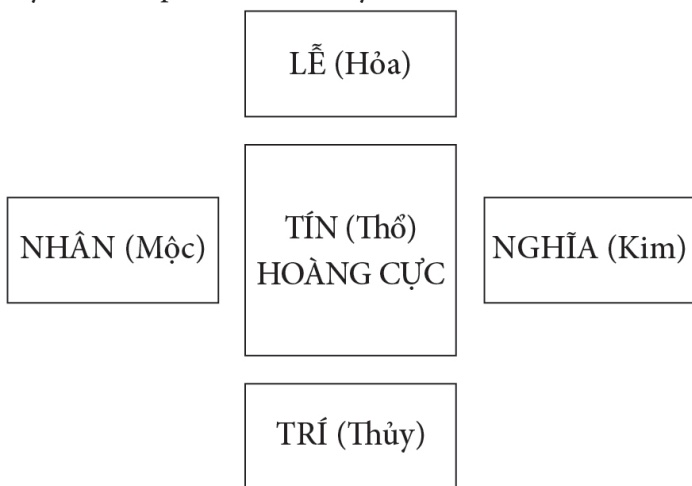 LỄ (Hỏa)
NHÂN (Mộc)
TÍN (Thổ)
HOÀNG CỰC
NGHĨA (Kim)
TRÍ (Thủy)